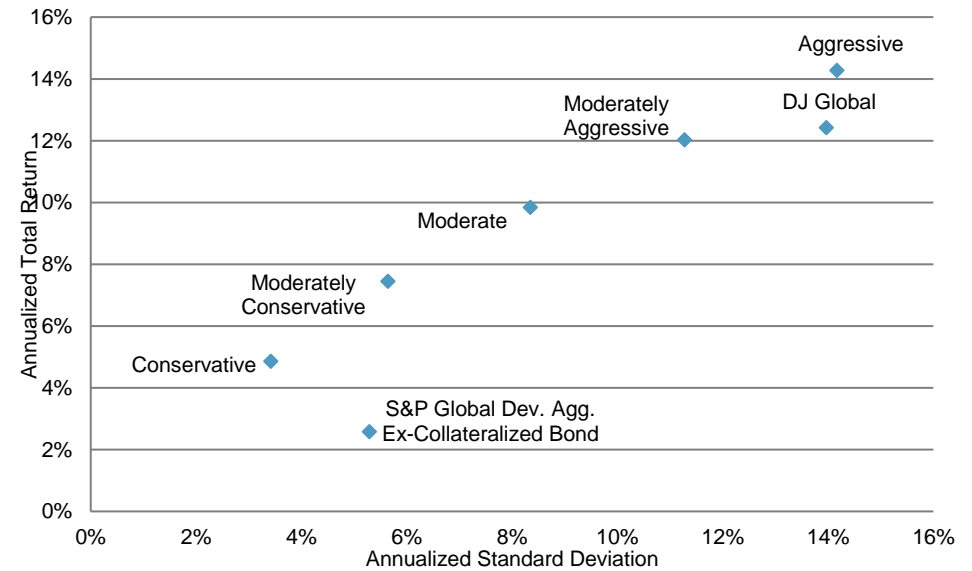 16%
14%
12%
10%
8%
6%
4%
2%
0%
Annualized Total Return
Aggressive
DJ Global
Moderately
Aggressive
Moderate
Moderately
Conservative
Conservative
S&P Global Dev. Agg.
Ex-Collateralized Bond
0% 2% 4% 6% 8% 10% 12% 14% 16%
Annualized Standard Deviation